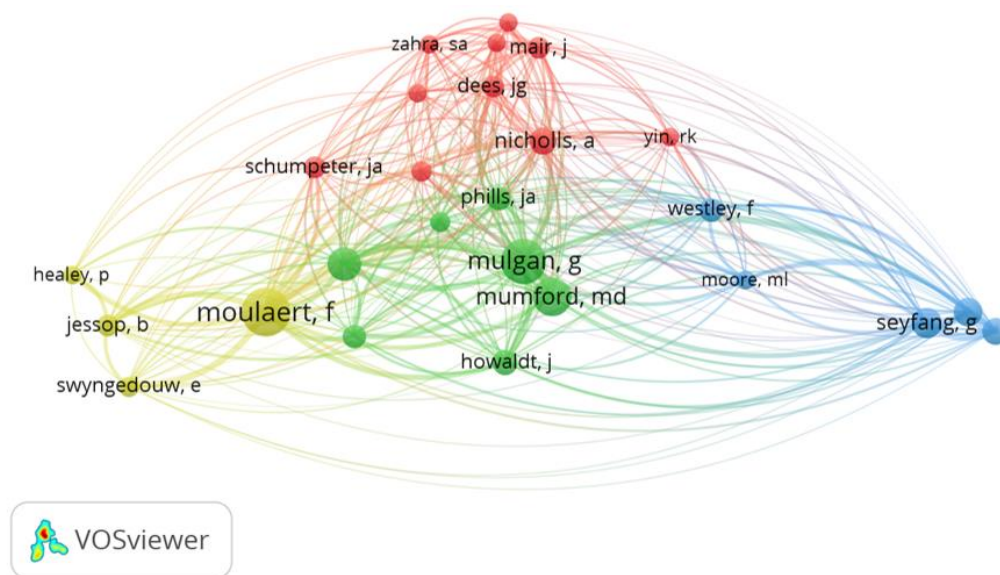 zahra, sa
mair, j
dees, jg
nicholls, a
yin, rk
schumpeter, ja
phills, ja
westley, f
mulgan, g
healey, p
moore, ml
mumford, md
moulaert, f
jessop, b
seyfang, g
howaldt, j
swyngedouw, e
VOSviewer